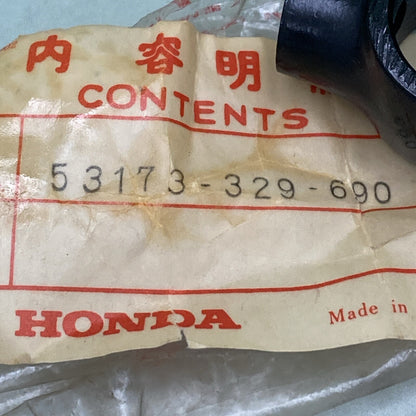 内容明
CONTENTS
53173-329-690
HONDA Made in